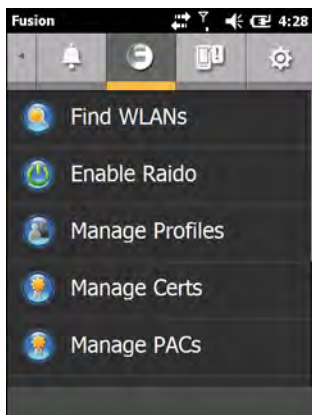 Fusion 4:28
Find WLANs
Enable Raido
Manage Profiles
Manage Certs
Manage PACs